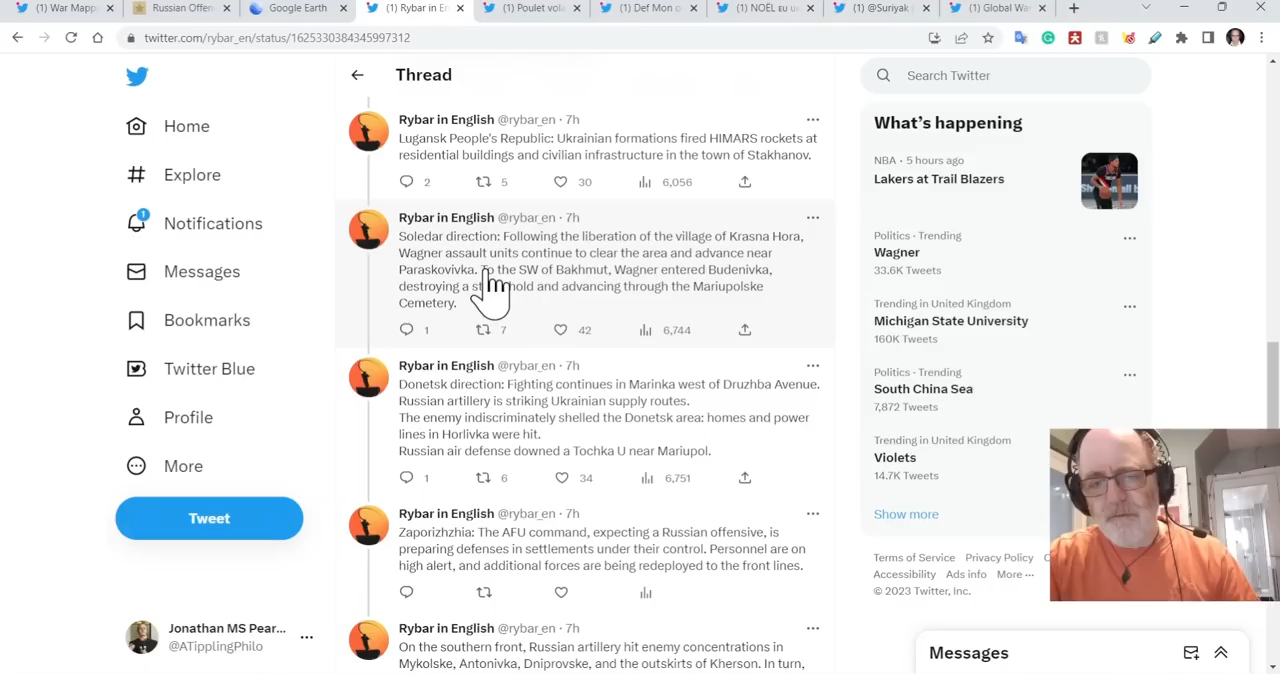 (1) War Mapp
Russian Offen
Google Earth
(1) Rybar in En
(1) Poulet vola
(1) Def Mon o
(1) NOËL EU u
(1) @Suriyak
(1) Global Wa
twitter.com/rybar_en/status/1625330384345997312
Home
Explore
1
Notifications
Messages
Bookmarks
Twitter Blue
Profile
More
Tweet
Jonathan MS Pear...
@ATipplingPhilo
Thread
Rybar in English @rybar_en · 7h
Lugansk People's Republic: Ukrainian formations fired HIMARS rockets at
residential buildings and civilian infrastructure in the town of Stakhanov.
2 5 30 6,056
Rybar in English @rybar_en · 7h
Soledar direction: Following the liberation of the village of Krasna Hora,
Wagner assault units continue to clear the area and advance near
Paraskovivka. To the SW of Bakhmut, Wagner entered Budenivka,
destroying a st hold and advancing through the Mariupolske
Cemetery.
1 7 42 6,744
Rybar in English @rybar_en · 7h
Donetsk direction: Fighting continues in Marinka west of Druzhba Avenue.
Russian artillery is striking Ukrainian supply routes.
The enemy indiscriminately shelled the Donetsk area: homes and power
lines in Horlivka were hit.
Russian air defense downed a Tochka U near Mariupol.
1 6 34 6,751
Rybar in English @rybar_en · 7h
Zaporizhzhia: The AFU command, expecting a Russian offensive, is
preparing defenses in settlements under their control. Personnel are on
high alert, and additional forces are being redeployed to the front lines.
Rybar in English @rybar_en · 7h
On the southern front, Russian artillery hit enemy concentrations in
Mykolske, Antonivka, Dniprovske, and the outskirts of Kherson. In turn,
Search Twitter
What's happening
NBA · 5 hours ago
Lakers at Trail Blazers
Politics · Trending
Wagner
33.6K Tweets
Trending in United Kingdom
Michigan State University
160K Tweets
Politics · Trending
South China Sea
7,872 Tweets
Trending in United Kingdom
Violets
14.7K Tweets
Show more
Terms of Service Privacy Policy C
Accessibility Ads info More ···
© 2023 Twitter, Inc.
Messages